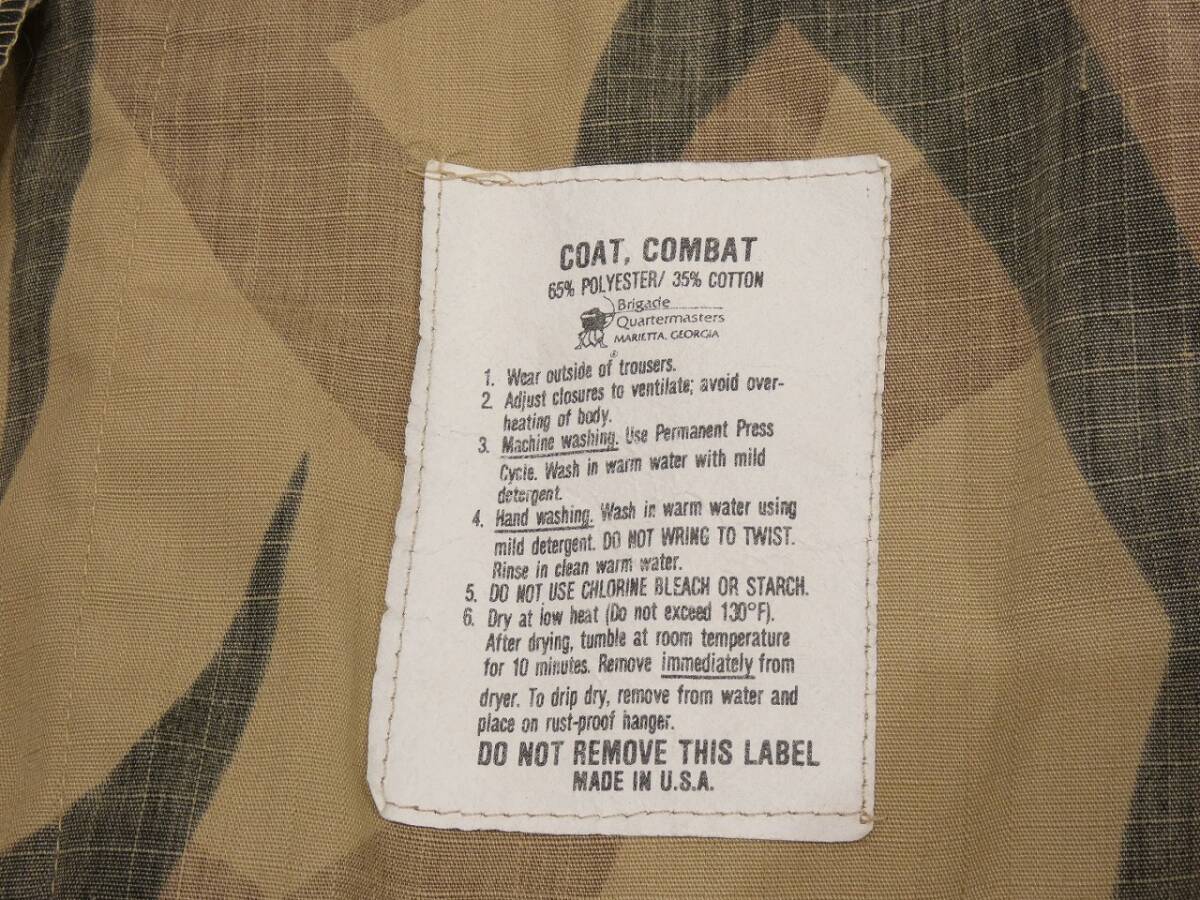 COAT, COMBAT
65% POLYESTER/ 35% COTTON
Brigade
Quartermasters
MARIETTA, GEORGIA
®
1. Wear outside of trousers.
2. Adjust closures to ventilate; avoid over-
heating of body.
3. Machine washing. Use Permanent Press
Cycle. Wash in warm water with mild
detergent.
4. Hand washing. Wash in warm water using
mild detergent. DO NOT WRING TO TWIST.
Rinse in clean warm water.
5. DO NOT USE CHLORINE BLEACH OR STARCH.
6. Dry at low heat (Do not exceed 130°F).
After drying, tumble at room temperature
for 10 minutes. Remove immediately from
dryer. To drip dry, remove from water and
place on rust-proof hanger.
DO NOT REMOVE THIS LABEL
MADE IN U.S.A.